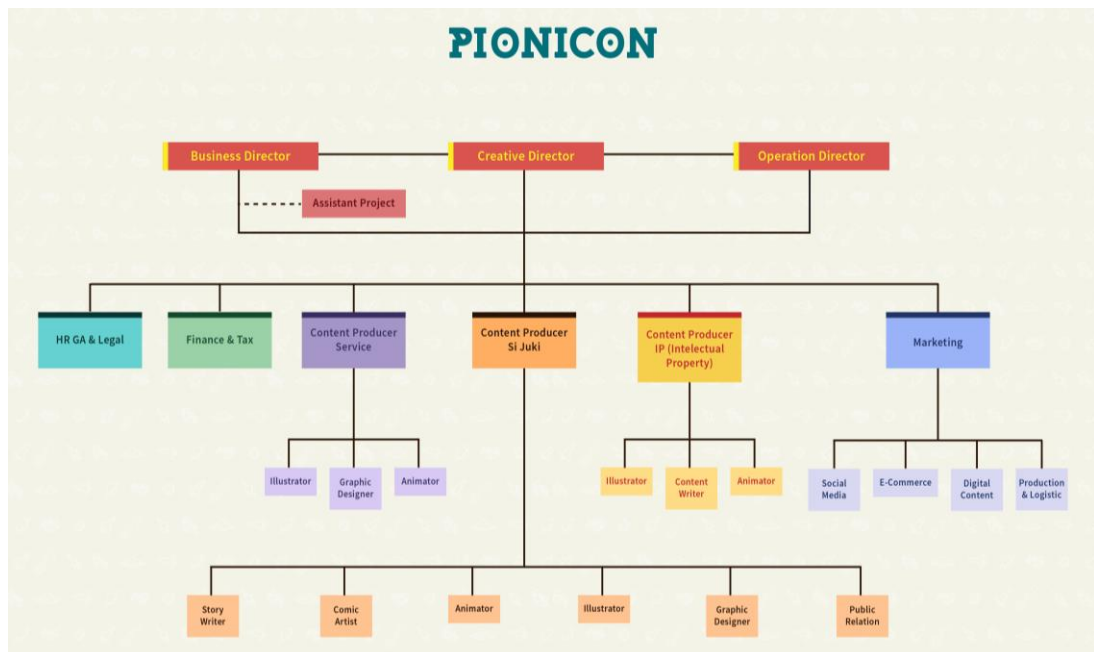 PIONICON
Business Director
Creative Director
Operation Director
Assistant Project
HR GA & Legal
Finance & Tax
Content Producer
Service
Content Producer
Si Juki
Content Producer
IP (Intelectual
Property)
Marketing
Illustrator
Graphic
Designer
Animator
Illustrator
Content
Writer
Animator
Social
Media
E-Commerce
Digital
Content
Production
& Logistic
Story
Writer
Comic
Artist
Animator
Illustrator
Graphic
Designer
Public
Relation